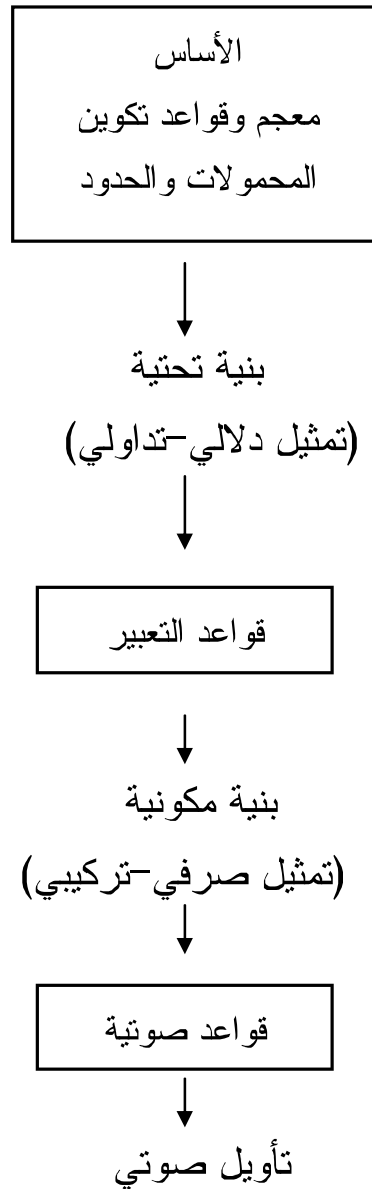 الأساس
معجم وقواعد تكوين
المحمولات والحدود
بنية تحتية
(تمثيل دلالي-تداولي)
قواعد التعبير
بنية مكونية
(تمثيل صرفي-تركيبي)
قواعد صوتية
تأويل صوتي